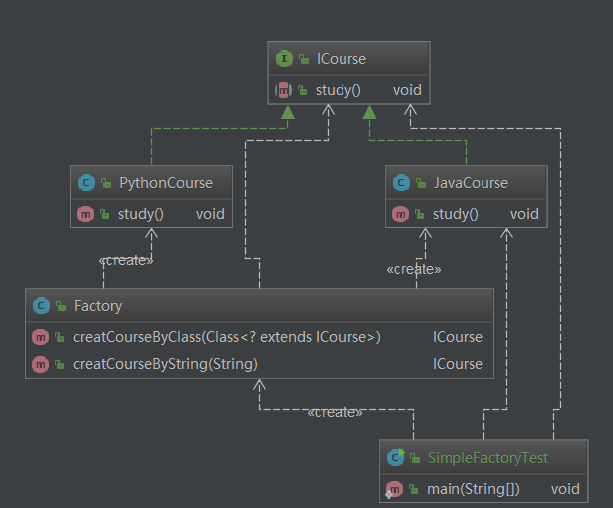 I ICourse
m study() void
C PythonCourse
m study() void
C JavaCourse
m study() void
«create»
«create»
C Factory
m creatCourseByClass(Class<? extends ICourse>) ICourse
m creatCourseByString(String) ICourse
«create»
C SimpleFactoryTest
m main(String[]) void